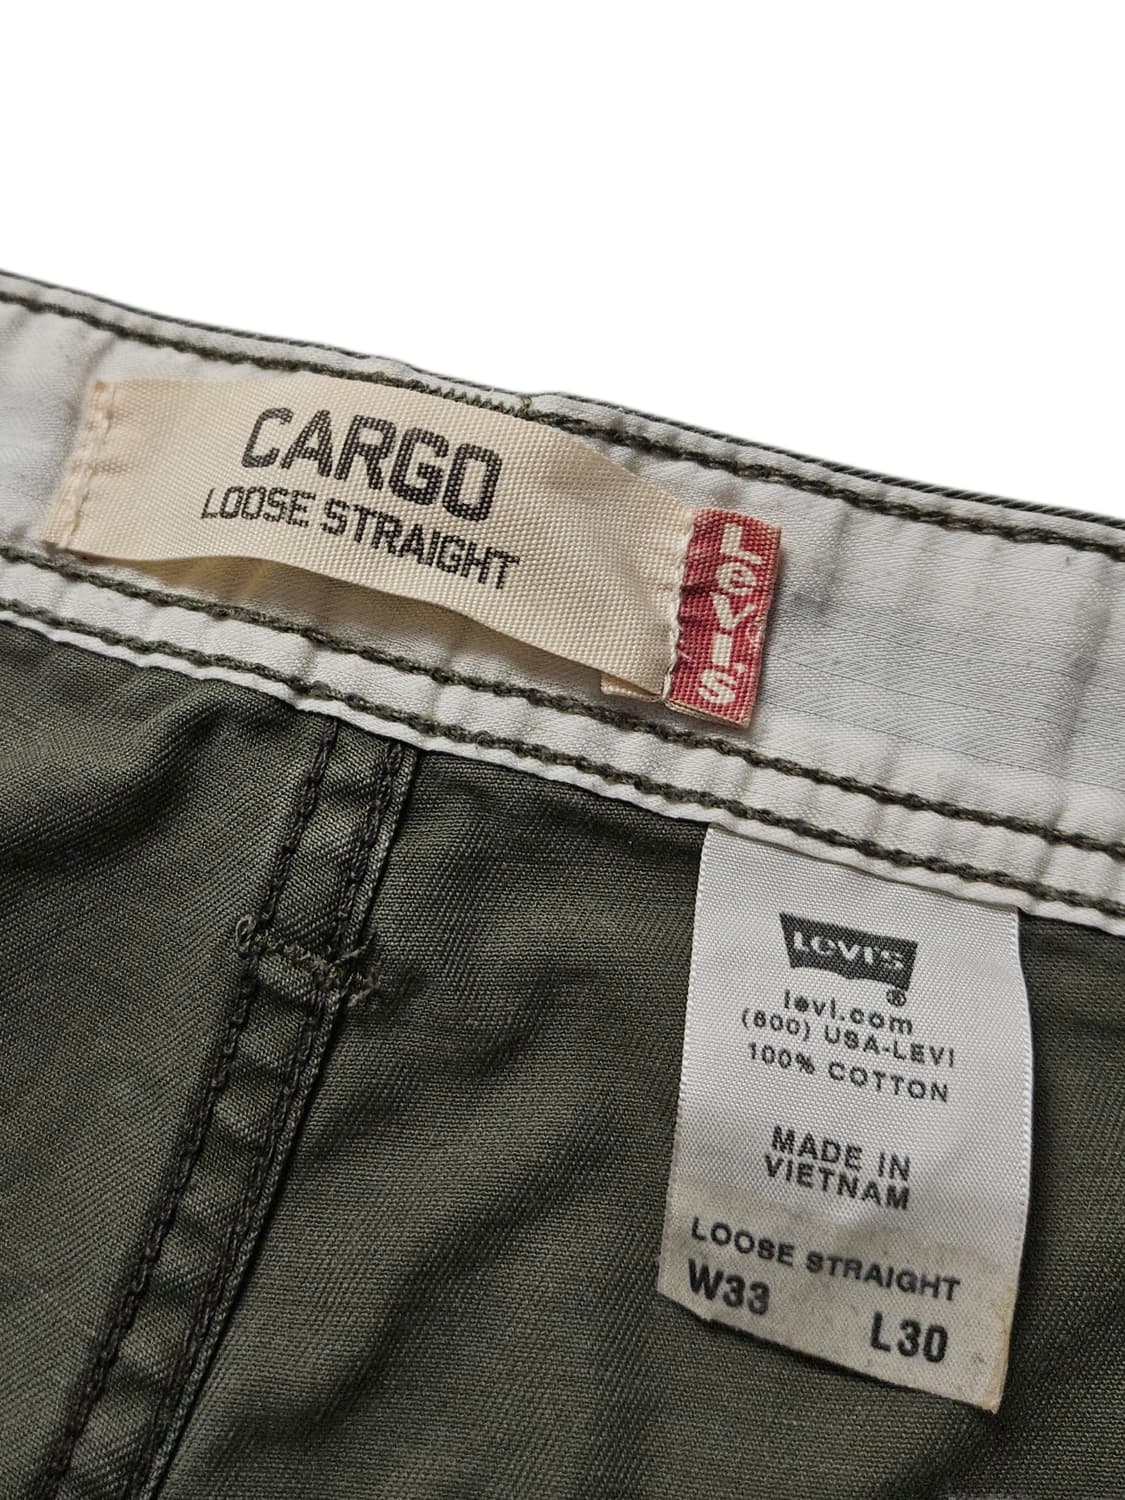 CARGO
LOOSE STRAIGHT
Levi's
Levi's
®
levi.com
(800) USA-LEVI
100% COTTON
MADE IN
VIETNAM
LOOSE STRAIGHT
W33
L30